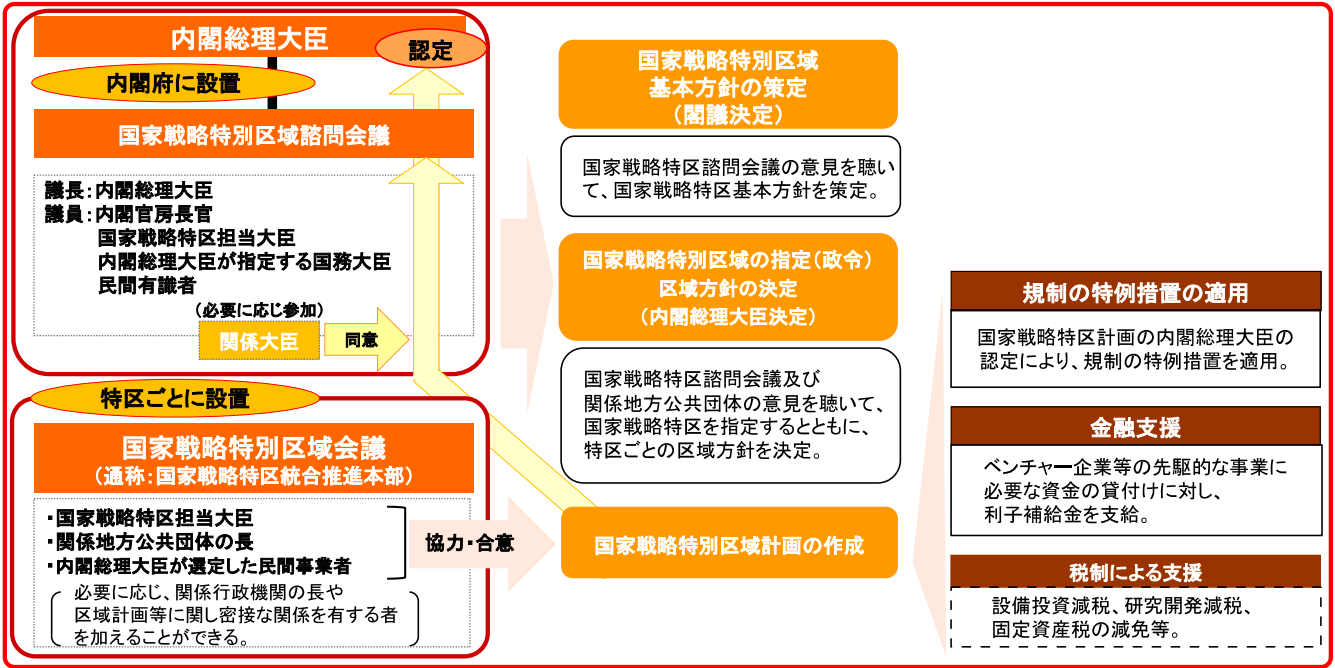 内閣総理大臣
認定
内閣府に設置
国家戦略特別区域諮問会議
議長：内閣総理大臣
議員：内閣官房長官
国家戦略特区担当大臣
内閣総理大臣が指定する国務大臣
民間有識者
（必要に応じ参加）
関係大臣
同意
特区ごとに設置
国家戦略特別区域会議
（通称：国家戦略特区統合推進本部）
・国家戦略特区担当大臣
・関係地方公共団体の長
・内閣総理大臣が選定した民間事業者
必要に応じ、関係行政機関の長や
区域計画等に関し密接な関係を有する者
を加えることができる。
協力・合意
国家戦略特別区域
基本方針の策定
（閣議決定）
国家戦略特区諮問会議の意見を聴い
て、国家戦略特区基本方針を策定。
国家戦略特別区域の指定（政令）
区域方針の決定
（内閣総理大臣決定）
国家戦略特区諮問会議及び
関係地方公共団体の意見を聴いて、
国家戦略特区を指定するとともに、
特区ごとの区域方針を決定。
国家戦略特別区域計画の作成
規制の特例措置の適用
国家戦略特区計画の内閣総理大臣の
認定により、規制の特例措置を適用。
金融支援
ベンチャー企業等の先駆的な事業に
必要な資金の貸付けに対し、
利子補給金を支給。
税制による支援
設備投資減税、研究開発減税、
固定資産税の減免等。